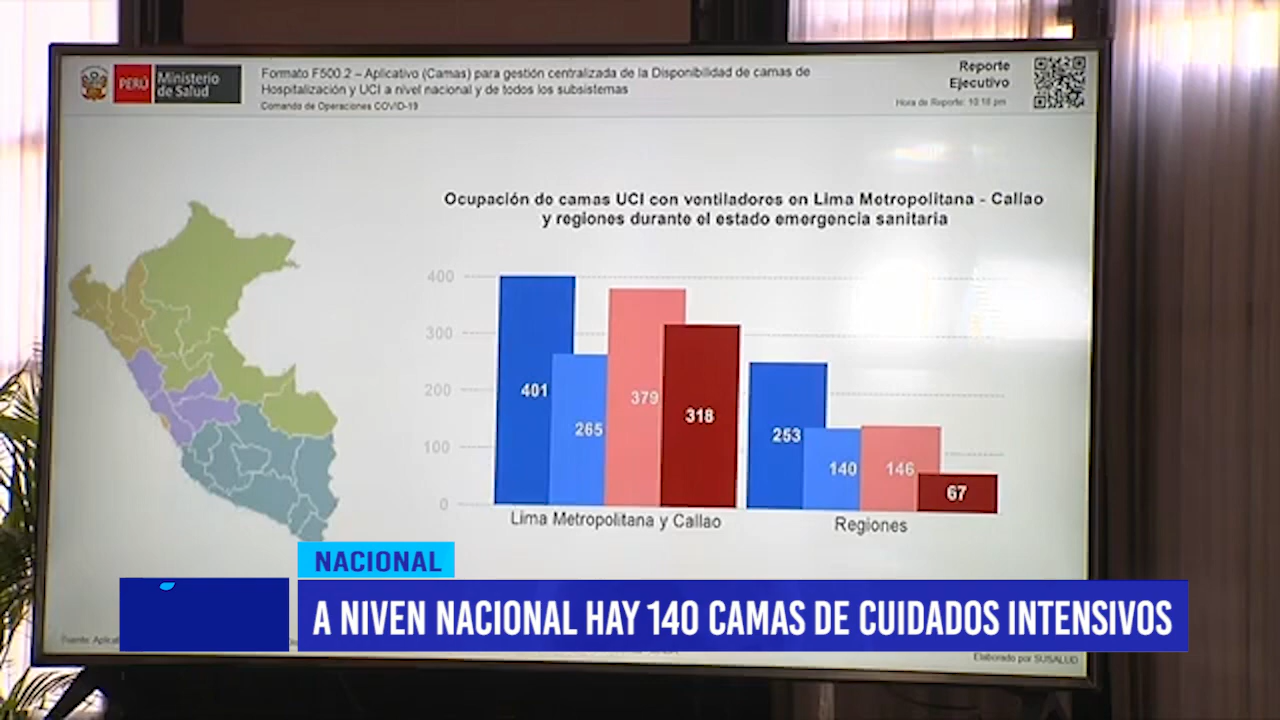 PERÚ
Ministerio
de Salud
Formato F500.2 – Aplicativo (Camas) para gestión centralizada de la Disponibilidad de camas de
Hospitalización y UCI a nivel nacional y de todos los subsistemas
Comando de Operaciones COVID-19
Reporte
Ejecutivo
Hora de Reporte: 10:18 pm
Ocupación de camas UCI con ventiladores en Lima Metropolitana - Callao
y regiones durante el estado emergencia sanitaria
400
300
200
100
0
401
265
379
318
253
140
146
67
Lima Metropolitana y Callao
Regiones
NACIONAL
A NIVEN NACIONAL HAY 140 CAMAS DE CUIDADOS INTENSIVOS
Elaborado por SUSALUD